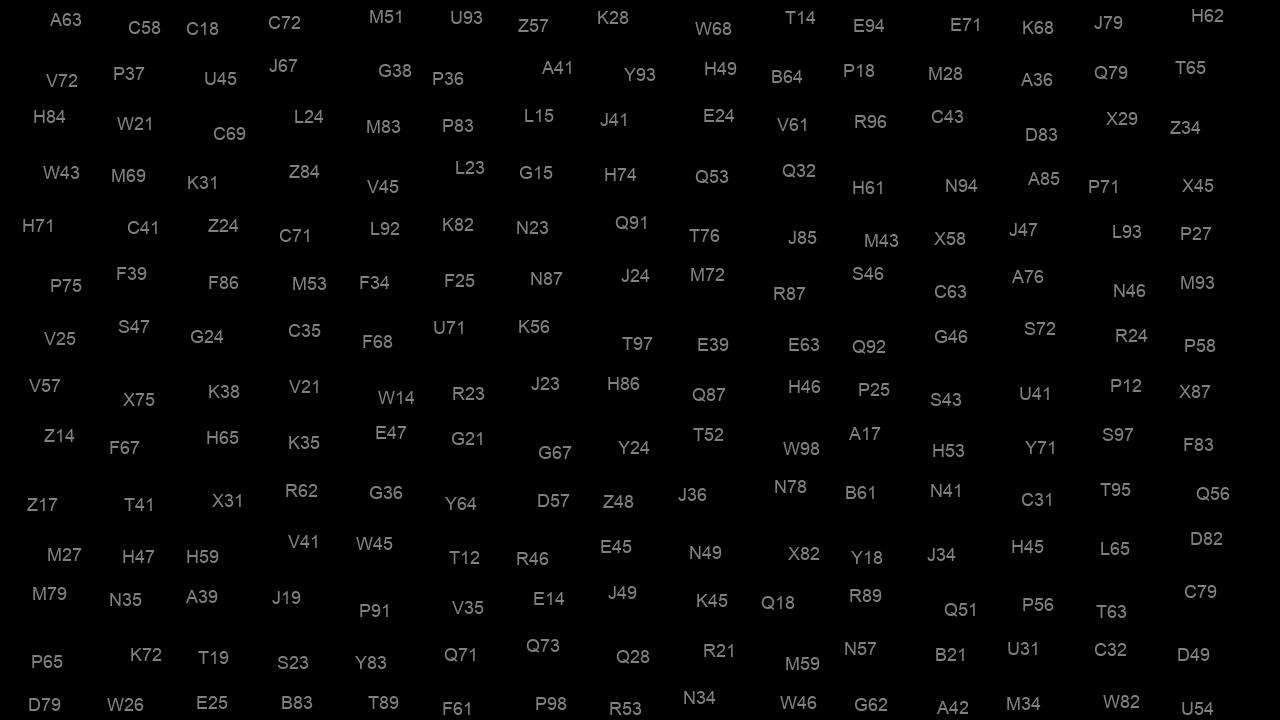 A63 C58 C18 C72 M51 U93 Z57 K28 W68 T14 E94 E71 K68 J79 H62
V72 P37 U45 J67 G38 P36 A41 Y93 H49 B64 P18 M28 A36 Q79 T65
H84 W21 C69 L24 M83 P83 L15 J41 E24 V61 R96 C43 D83 X29 Z34
W43 M69 K31 Z84 V45 L23 G15 H74 Q53 Q32 H61 N94 A85 P71 X45
H71 C41 Z24 C71 L92 K82 N23 Q91 T76 J85 M43 X58 J47 L93 P27
P75 F39 F86 M53 F34 F25 N87 J24 M72 R87 S46 C63 A76 N46 M93
V25 S47 G24 C35 F68 U71 K56 T97 E39 E63 Q92 G46 S72 R24 P58
V57 X75 K38 V21 W14 R23 J23 H86 Q87 H46 P25 S43 U41 P12 X87
Z14 F67 H65 K35 E47 G21 G67 Y24 T52 W98 A17 H53 Y71 S97 F83
Z17 T41 X31 R62 G36 Y64 D57 Z48 J36 N78 B61 N41 C31 T95 Q56
M27 H47 H59 V41 W45 T12 R46 E45 N49 X82 Y18 J34 H45 L65 D82
M79 N35 A39 J19 P91 V35 E14 J49 K45 Q18 R89 Q51 P56 T63 C79
P65 K72 T19 S23 Y83 Q71 Q73 Q28 R21 M59 N57 B21 U31 C32 D49
D79 W26 E25 B83 T89 F61 P98 R53 N34 W46 G62 A42 M34 W82 U54